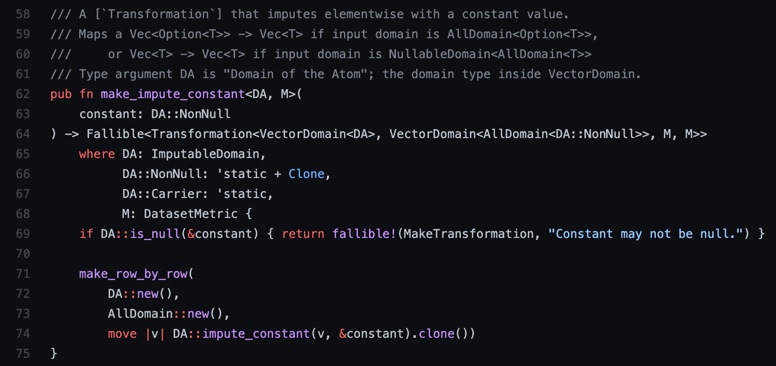 58 /// A [`Transformation`] that imputes elementwise with a constant value.
59 /// Maps a Vec<Option<T>> -> Vec<T> if input domain is AllDomain<Option<T>>,
60 ///     or Vec<T> -> Vec<T> if input domain is NullableDomain<AllDomain<T>>
61 /// Type argument DA is "Domain of the Atom"; the domain type inside VectorDomain.
62 pub fn make_impute_constant<DA, M>(
63     constant: DA::NonNull
64 ) -> Fallible<Transformation<VectorDomain<DA>, VectorDomain<AllDomain<DA::NonNull>>, M, M>>
65     where DA: ImputableDomain,
66           DA::NonNull: 'static + Clone,
67           DA::Carrier: 'static,
68           M: DatasetMetric {
69     if DA::is_null(&constant) { return fallible!(MakeTransformation, "Constant may not be null.") }
70
71     make_row_by_row(
72         DA::new(),
73         AllDomain::new(),
74         move |v| DA::impute_constant(v, &constant).clone())
75 }